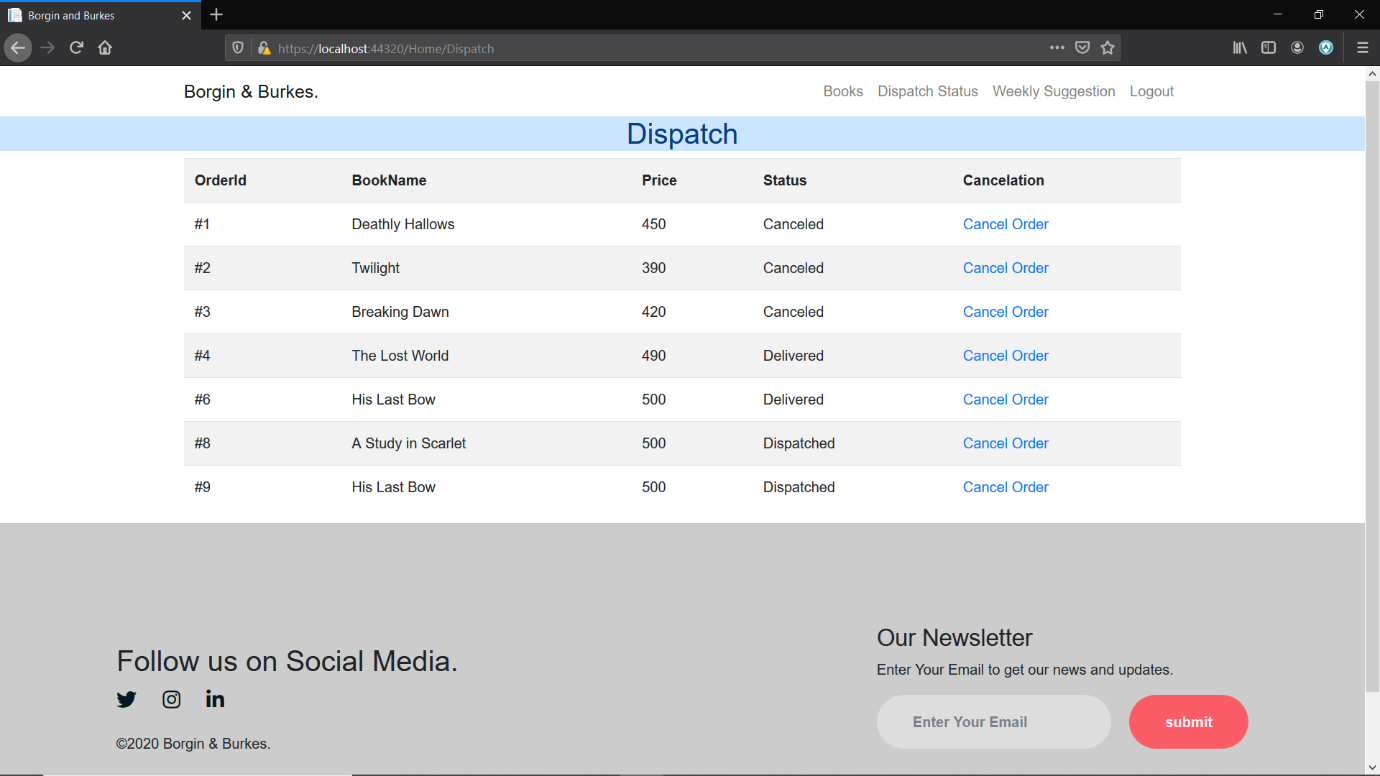 Borgin and Burkes
https://localhost:44320/Home/Dispatch
Borgin & Burkes. Books Dispatch Status Weekly Suggestion Logout
Dispatch
OrderId BookName Price Status Cancelation
#1 Deathly Hallows 450 Canceled Cancel Order
#2 Twilight 390 Canceled Cancel Order
#3 Breaking Dawn 420 Canceled Cancel Order
#4 The Lost World 490 Delivered Cancel Order
#6 His Last Bow 500 Delivered Cancel Order
#8 A Study in Scarlet 500 Dispatched Cancel Order
#9 His Last Bow 500 Dispatched Cancel Order
Follow us on Social Media.
©2020 Borgin & Burkes.
Our Newsletter
Enter Your Email to get our news and updates.
Enter Your Email submit